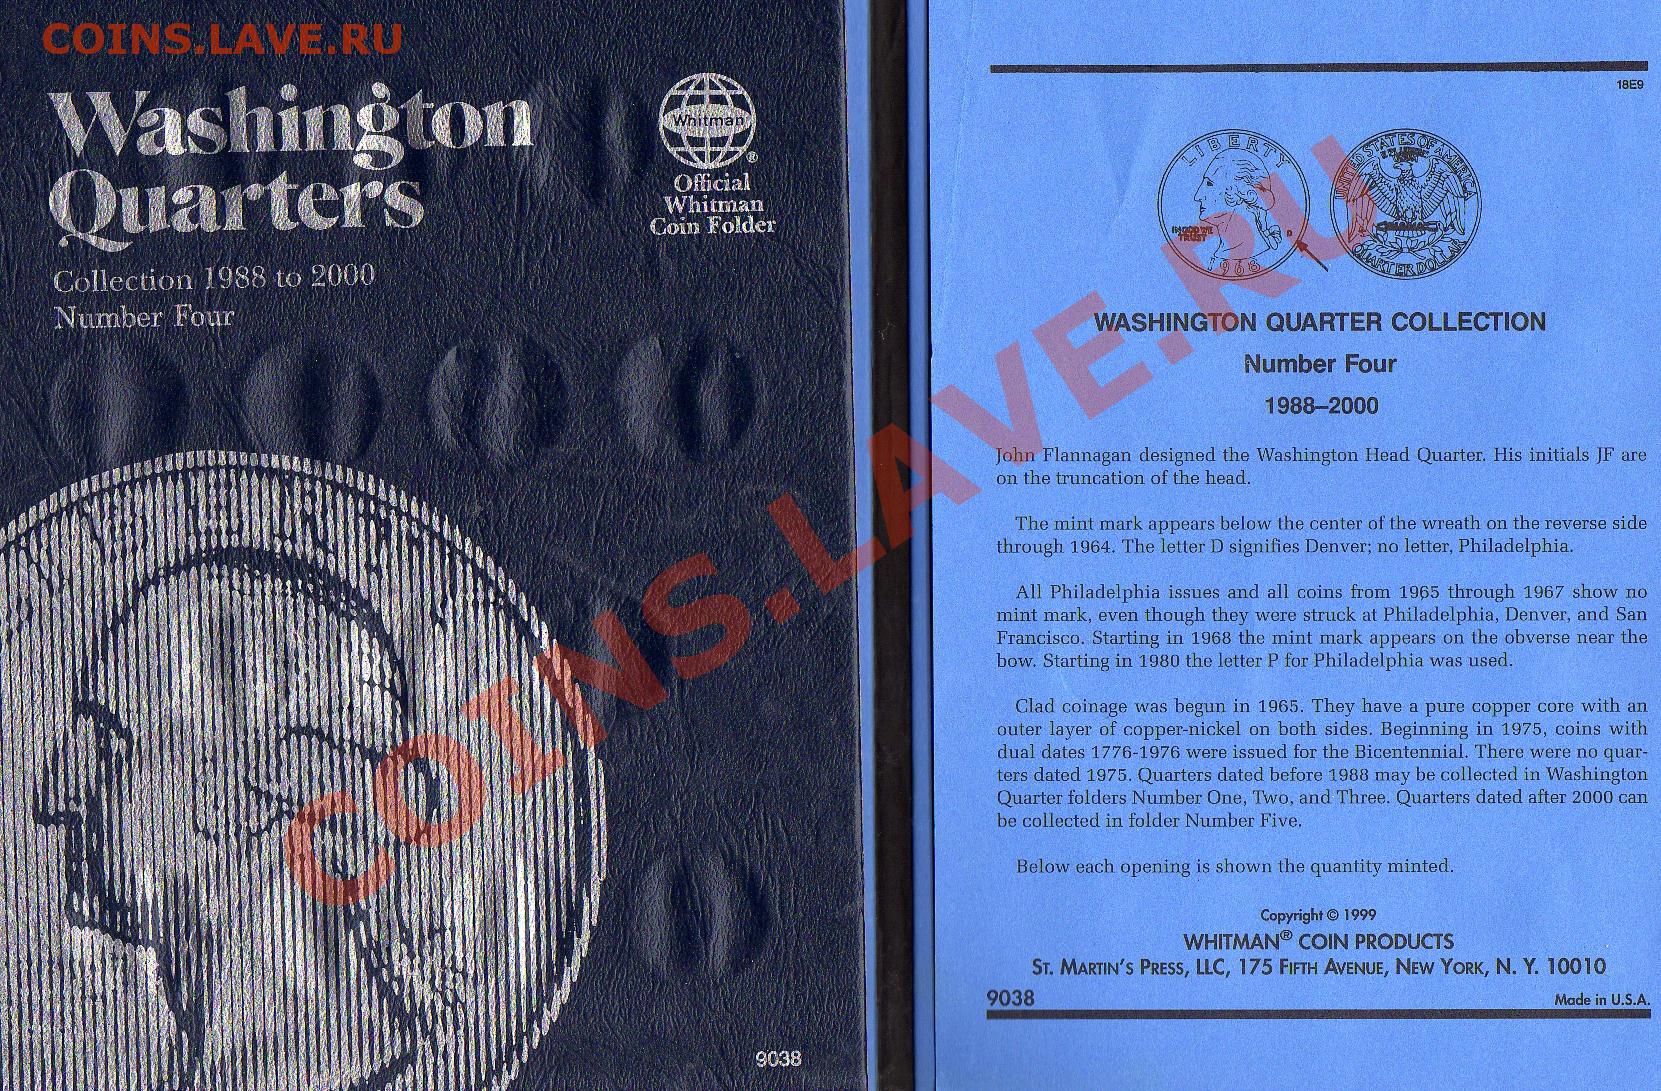 COINS.LAVE.RU
Washington
Quarters
Collection 1988 to 2000
Number Four
Whitman
®
Official
Whitman
Coin Folder
9038
18E9
LIBERTY
IN GOD WE
TRUST
D
1968
UNITED STATES OF AMERICA
QUARTER DOLLAR
WASHINGTON QUARTER COLLECTION
Number Four
1988–2000
John Flannagan designed the Washington Head Quarter. His initials JF are
on the truncation of the head.
The mint mark appears below the center of the wreath on the reverse side
through 1964. The letter D signifies Denver; no letter, Philadelphia.
All Philadelphia issues and all coins from 1965 through 1967 show no
mint mark, even though they were struck at Philadelphia, Denver, and San
Francisco. Starting in 1968 the mint mark appears on the obverse near the
bow. Starting in 1980 the letter P for Philadelphia was used.
Clad coinage was begun in 1965. They have a pure copper core with an
outer layer of copper-nickel on both sides. Beginning in 1975, coins with
dual dates 1776-1976 were issued for the Bicentennial. There were no quar-
ters dated 1975. Quarters dated before 1988 may be collected in Washington
Quarter folders Number One, Two, and Three. Quarters dated after 2000 can
be collected in folder Number Five.
Below each opening is shown the quantity minted.
Copyright © 1999
WHITMAN® COIN PRODUCTS
ST. MARTIN'S PRESS, LLC, 175 FIFTH AVENUE, NEW YORK, N. Y. 10010
9038
Made in U.S.A.
COINS.LAVE.RU